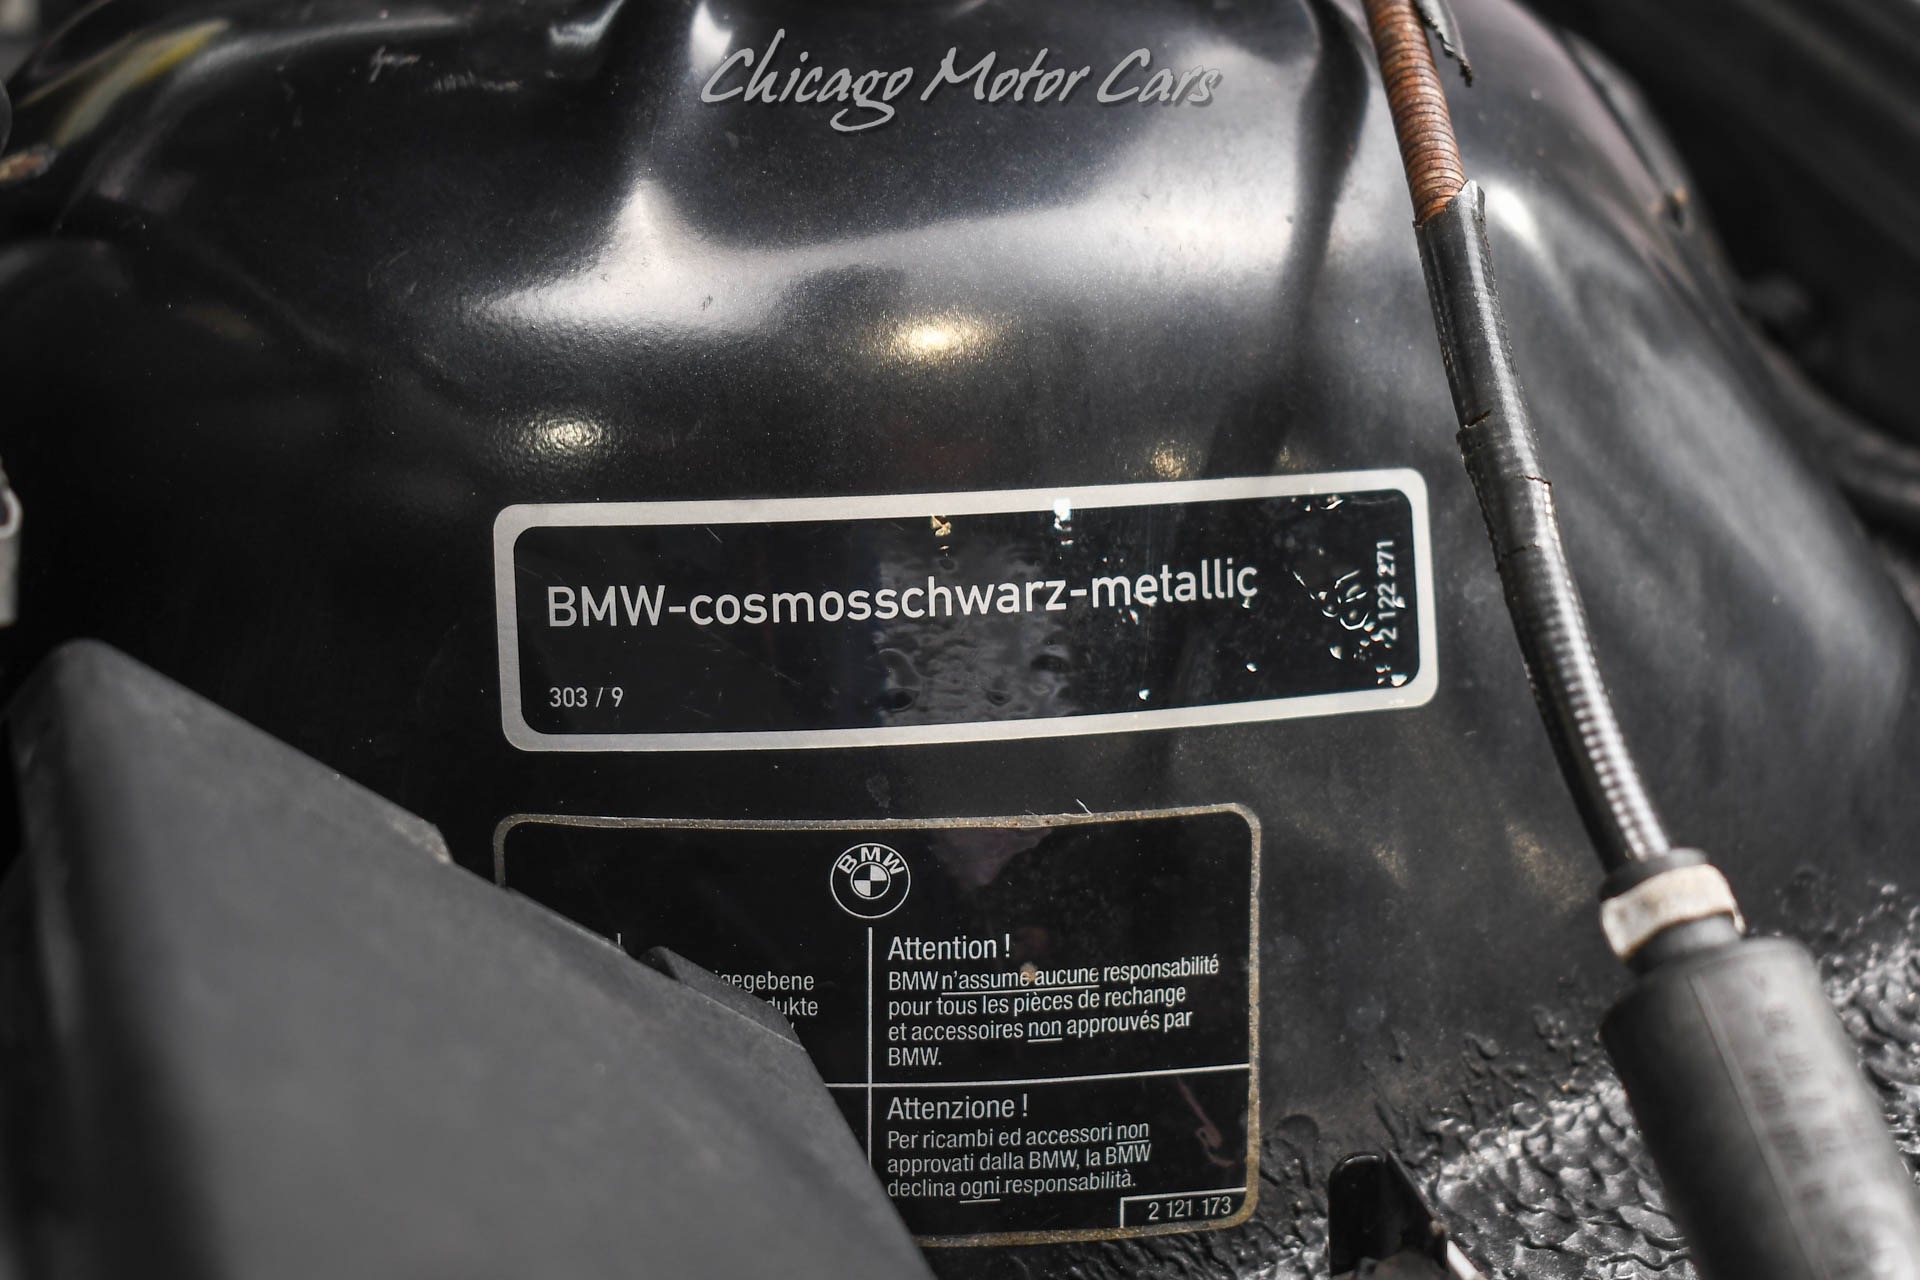 Chicago Motor Cars
BMW-cosmosschwarz-metallic
2 122 271
303 / 9
BMW
!
Attention !
BMW n'assume aucune responsabilité
pour tous les pièces de rechange
et accessoires non approuvés par
BMW.
Attenzione !
Per ricambi ed accessori non
approvati dalla BMW, la BMW
declina ogni responsabilità.
2 121 173